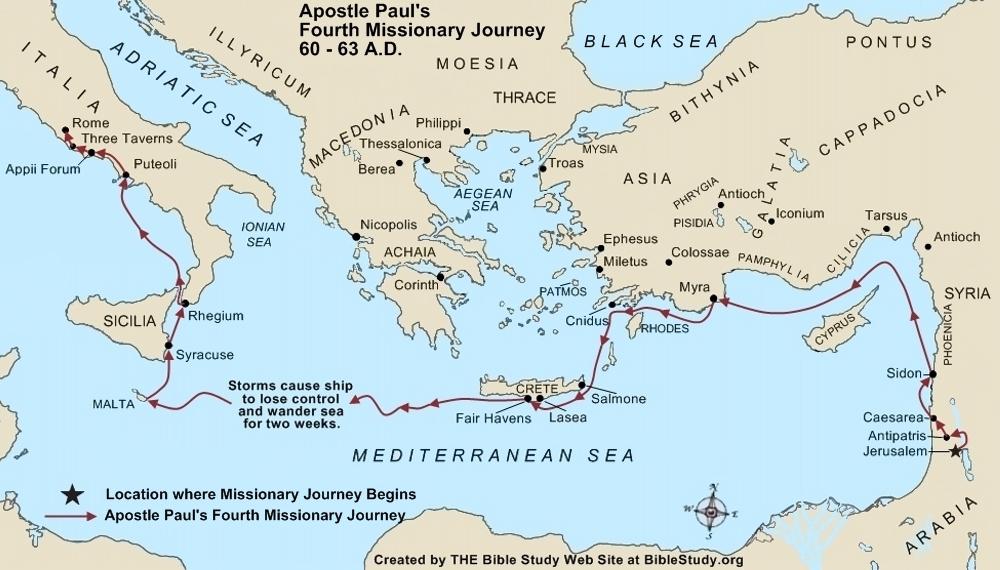 Apostle Paul's
Fourth Missionary Journey
60 - 63 A.D.
BLACK SEA
PONTUS
ITALIA
ADRIATIC SEA
ILLYRICUM
MOESIA
THRACE
BITHYNIA
CAPPADOCIA
MACEDONIA
Philippi
Thessalonica
Berea
Troas
MYSIA
ASIA
GALATIA
PHRYGIA
Antioch
PISIDIA
Iconium
Tarsus
CILICIA
Antioch
Rome
Three Taverns
Appii Forum
Puteoli
AEGEAN
SEA
IONIAN
SEA
Nicopolis
ACHAIA
Corinth
Ephesus
Miletus
Colossae
PAMPHYLIA
PATMOS
Myra
Cnidus
RHODES
CYPRUS
SYRIA
PHOENICIA
SICILIA
Rhegium
Syracuse
MALTA
Storms cause ship
to lose control
and wander sea
for two weeks.
CRETE
Salmone
Fair Havens
Lasea
Sidon
Caesarea
Antipatris
Jerusalem
MEDITERRANEAN SEA
ARABIA
Location where Missionary Journey Begins
Apostle Paul's Fourth Missionary Journey
N
W
E
S
Created by THE Bible Study Web Site at BibleStudy.org